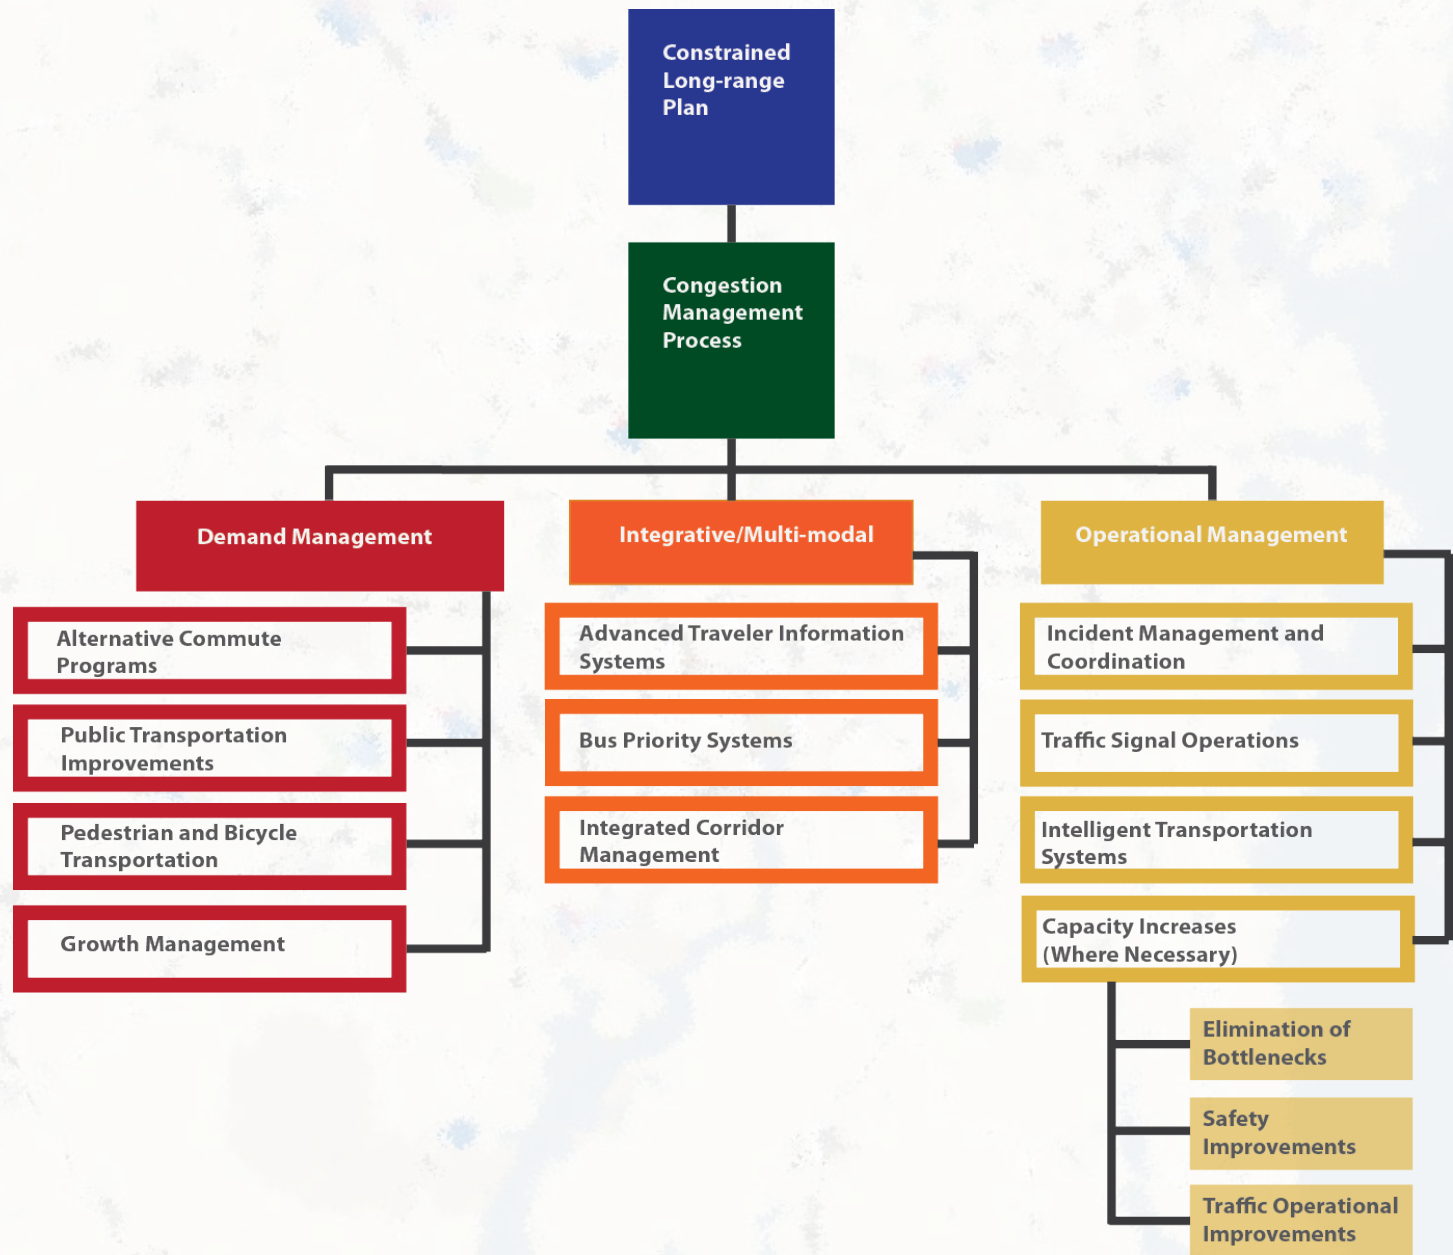 Constrained
Long-range
Plan
Congestion
Management
Process
Demand Management
Alternative Commute
Programs
Public Transportation
Improvements
Pedestrian and Bicycle
Transportation
Growth Management
Integrative/Multi-modal
Advanced Traveler Information
Systems
Bus Priority Systems
Integrated Corridor
Management
Operational Management
Incident Management and
Coordination
Traffic Signal Operations
Intelligent Transportation
Systems
Capacity Increases
(Where Necessary)
Elimination of
Bottlenecks
Safety
Improvements
Traffic Operational
Improvements